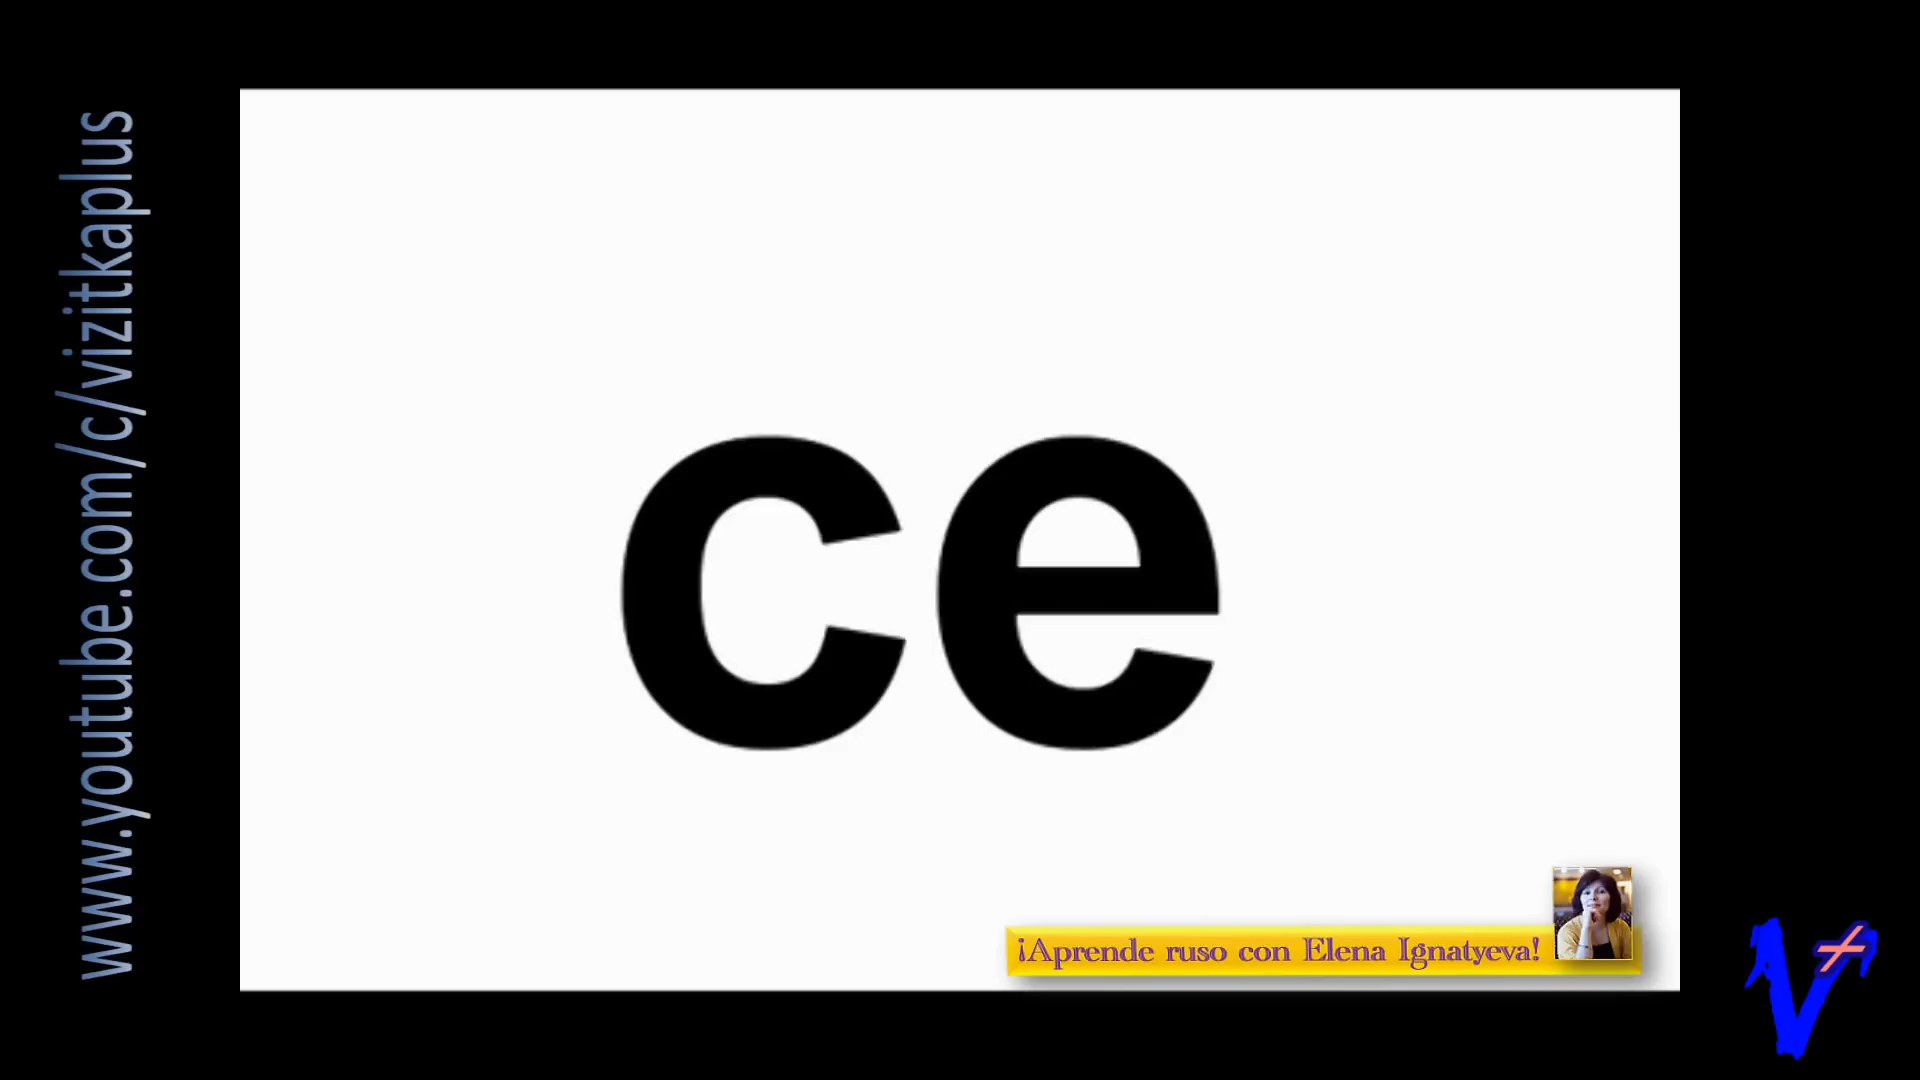 www.youtube.com/c/vizitkaplus
се
¡Aprende ruso con Elena Ignatyeva!
V+